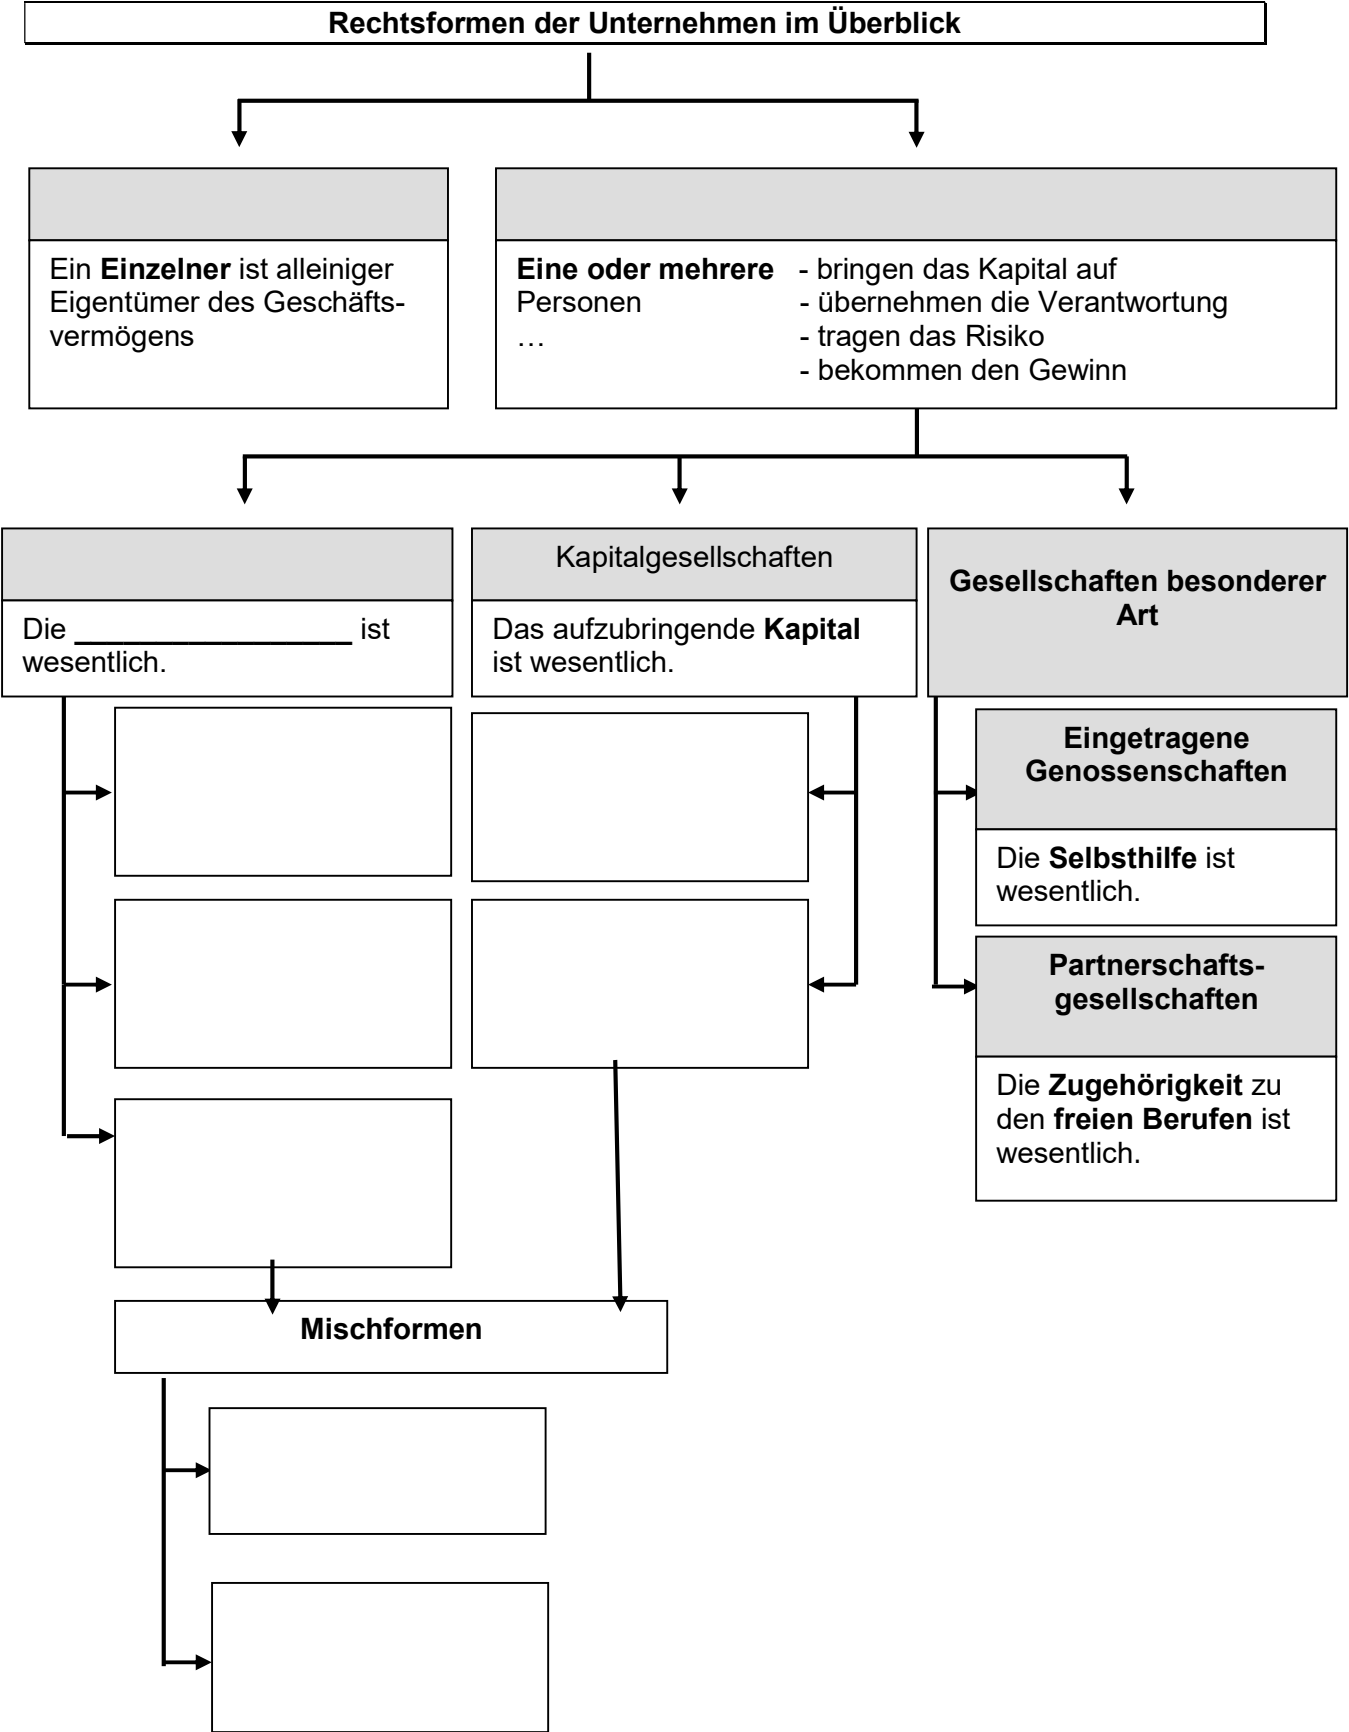 Rechtsformen der Unternehmen im Überblick
Ein Einzelner ist alleiniger
Eigentümer des Geschäfts-
vermögens
Eine oder mehrere - bringen das Kapital auf
Personen - übernehmen die Verantwortung
… - tragen das Risiko
- bekommen den Gewinn
Die __________________ ist
wesentlich.
Kapitalgesellschaften
Das aufzubringende Kapital
ist wesentlich.
Gesellschaften besonderer
Art
Eingetragene
Genossenschaften
Die Selbsthilfe ist
wesentlich.
Partnerschafts-
gesellschaften
Die Zugehörigkeit zu
den freien Berufen ist
wesentlich.
Mischformen